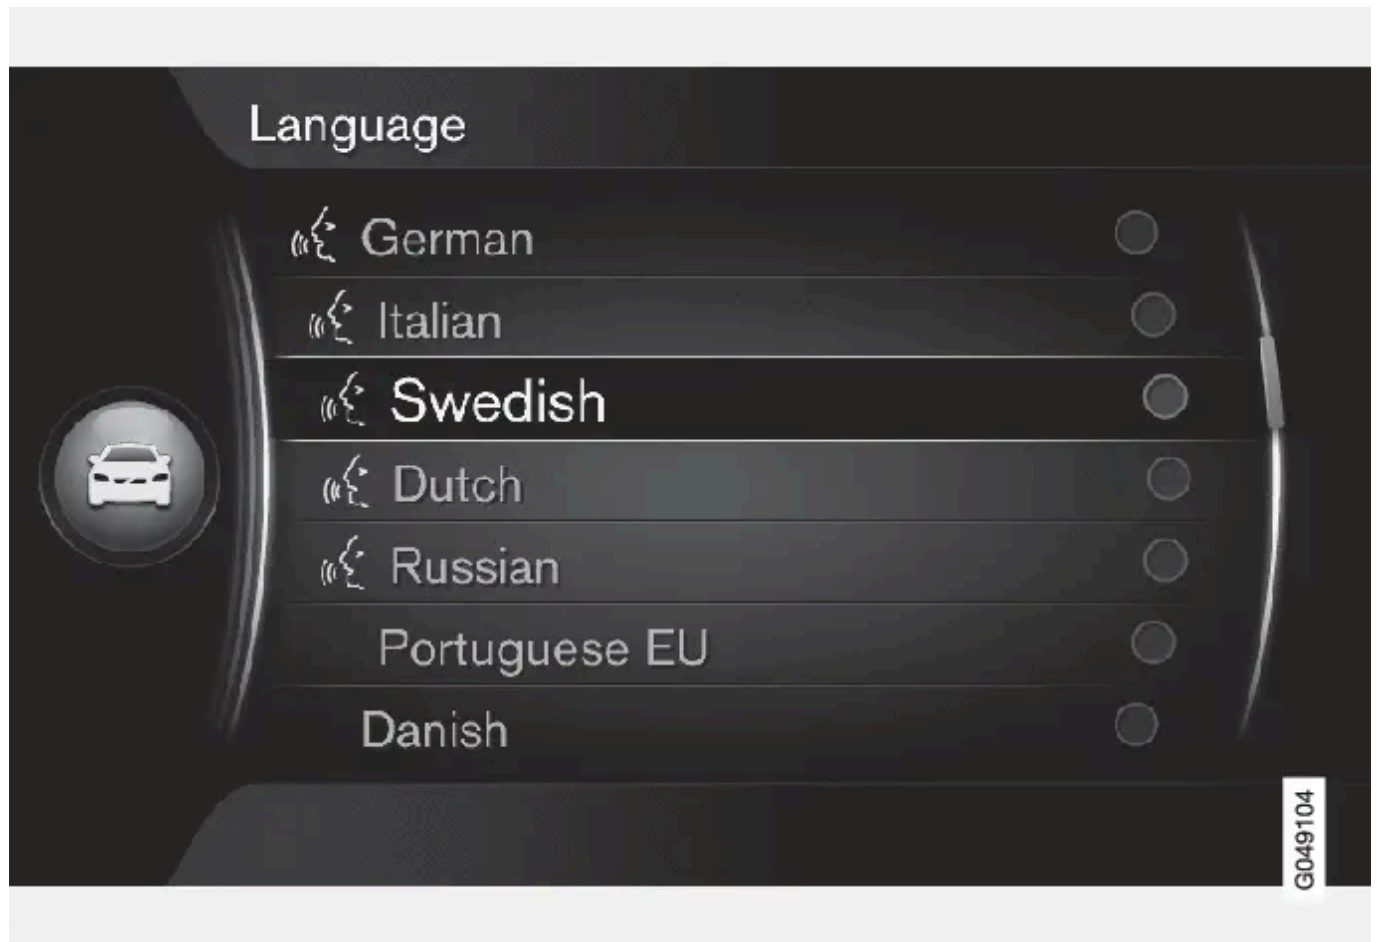 Language
German
Italian
Swedish
Dutch
Russian
Portuguese EU
Danish
G049104